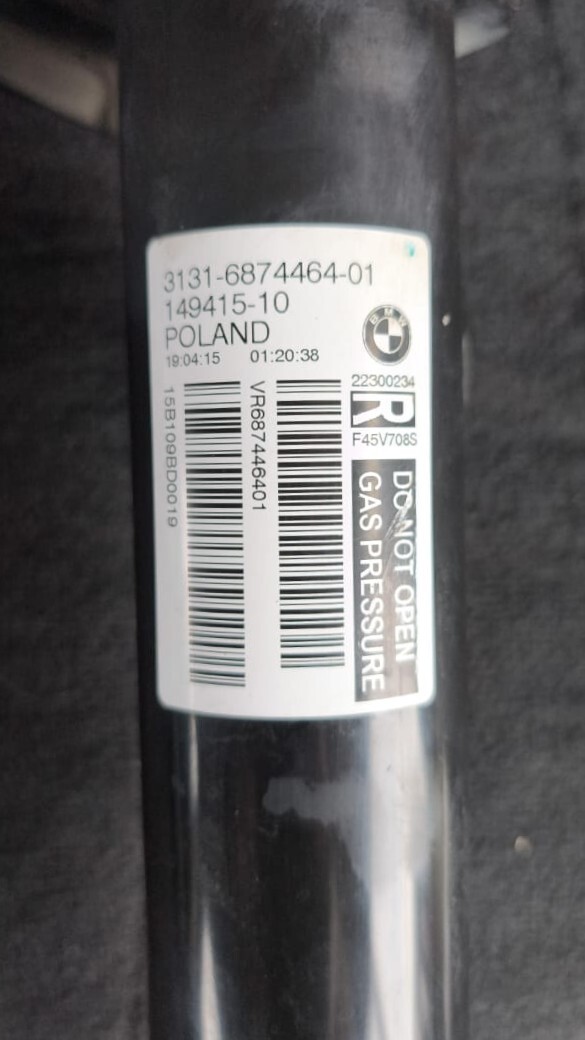 3131-6874464-01
149415-10
POLAND
19:04:15 01:20:38
BMW
22300234
R
F45V708S
15B109BD0019
VR687446401
DO NOT OPEN
GAS PRESSURE